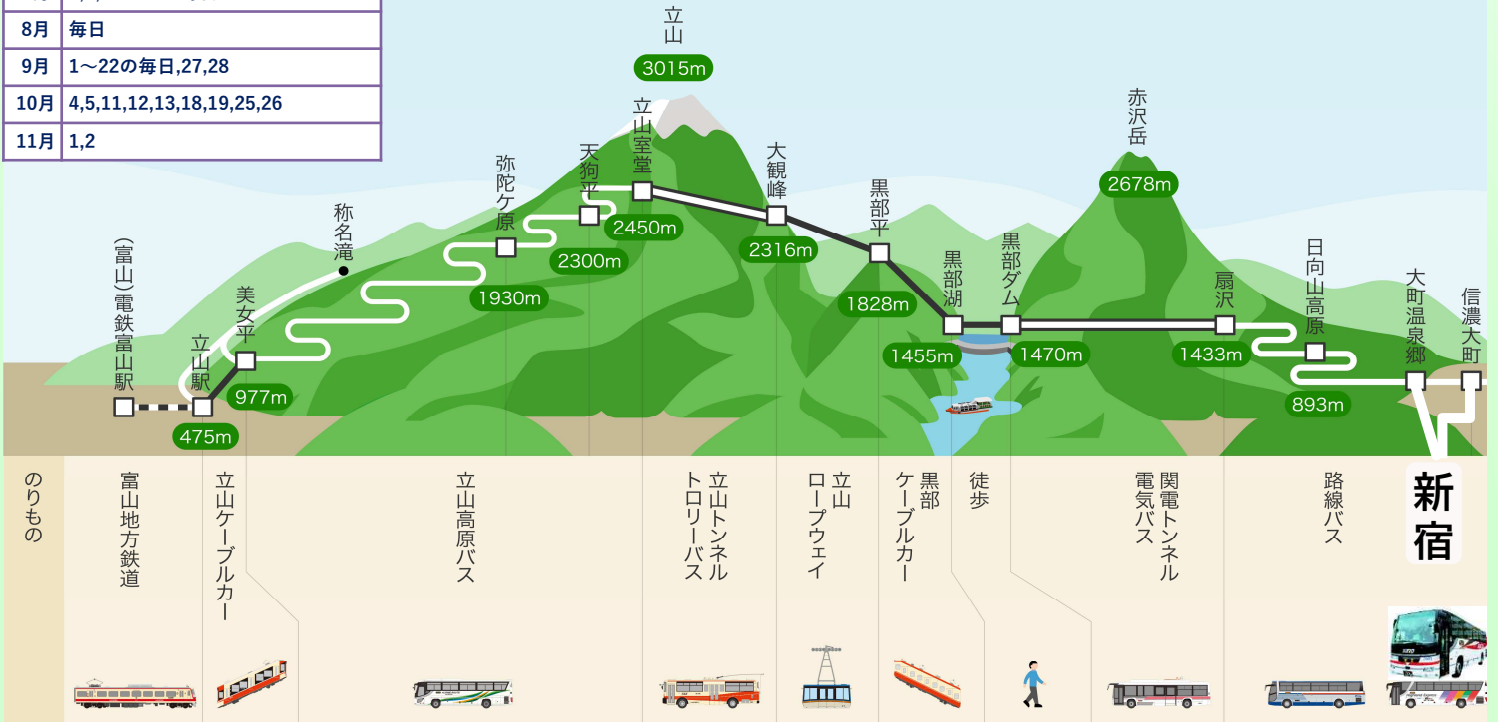 8月 毎日
9月 1～22の毎日,27,28
10月 4,5,11,12,13,18,19,25,26
11月 1,2
立山
3015m
(富山)電鉄富山駅
立山駅
475m
美女平
977m
称名滝
弥陀ケ原
1930m
天狗平
2300m
立山室堂
2450m
大観峰
2316m
黒部平
1828m
黒部湖
1455m
黒部ダム
1470m
赤沢岳
2678m
扇沢
1433m
日向山高原
893m
大町温泉郷
信濃大町
新宿
のりもの
富山地方鉄道
立山ケーブルカー
立山高原バス
立山トンネル
トロリーバス
立山
ロープウェイ
黒部
ケーブルカー
徒歩
関電トンネル
電気バス
路線バス